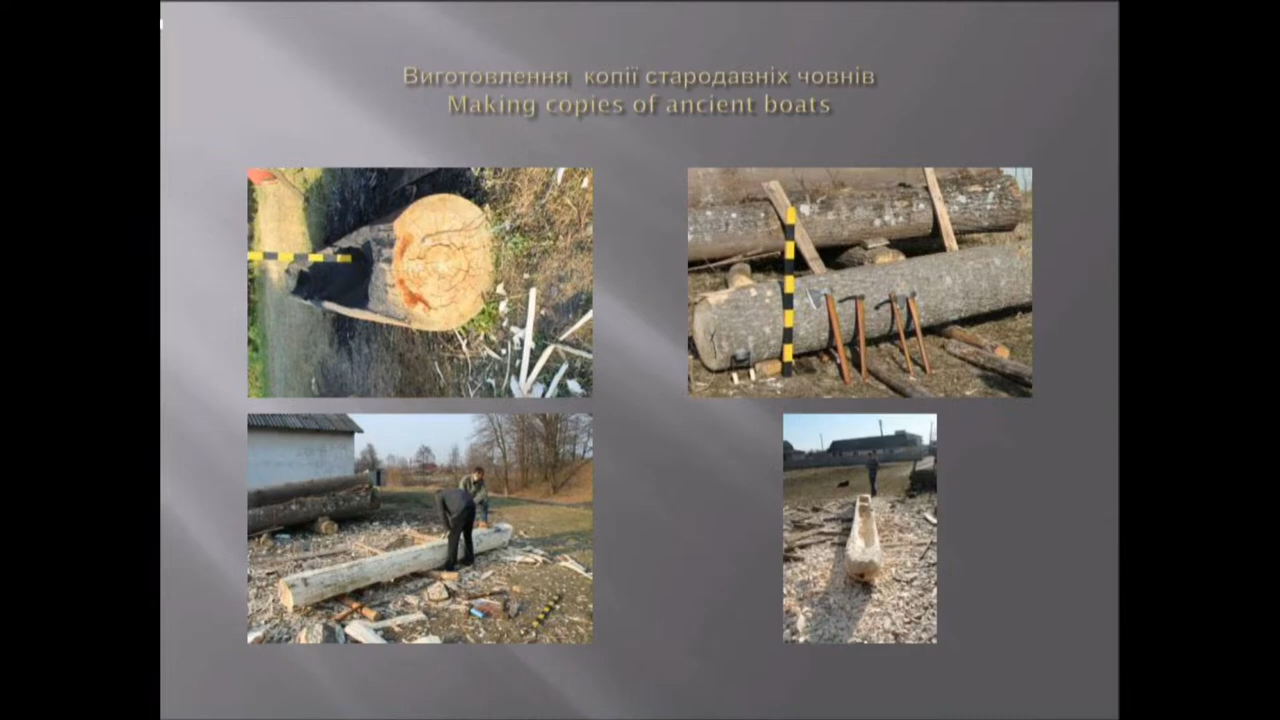 Виготовлення копії стародавніх човнів
Making copies of ancient boats